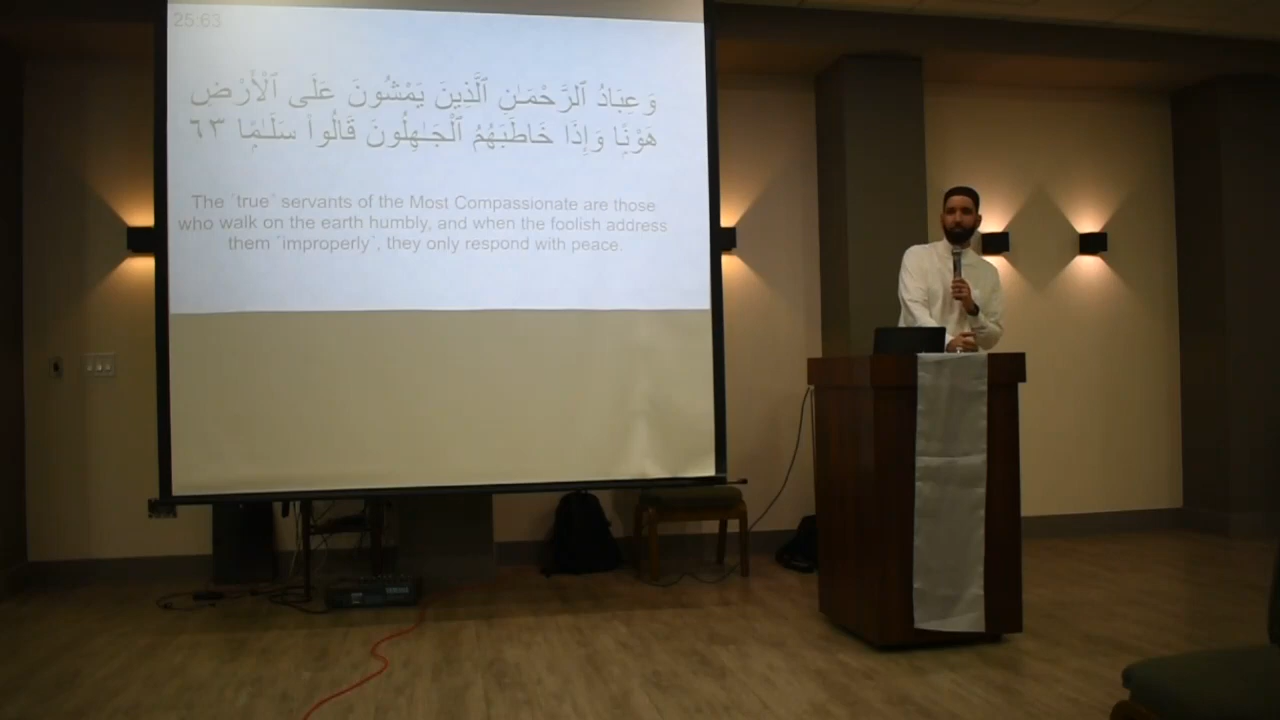 25:63
وَعِبَادُ ٱلرَّحْمَـٰنِ ٱلَّذِينَ يَمْشُونَ عَلَى ٱلْأَرْضِ
هَوْنًۭا وَإِذَا خَاطَبَهُمُ ٱلْجَـٰهِلُونَ قَالُوا۟ سَلَـٰمًۭا ٦٣
The ˹true˺ servants of the Most Compassionate are those
who walk on the earth humbly, and when the foolish address
them ˹improperly˺, they only respond with peace.